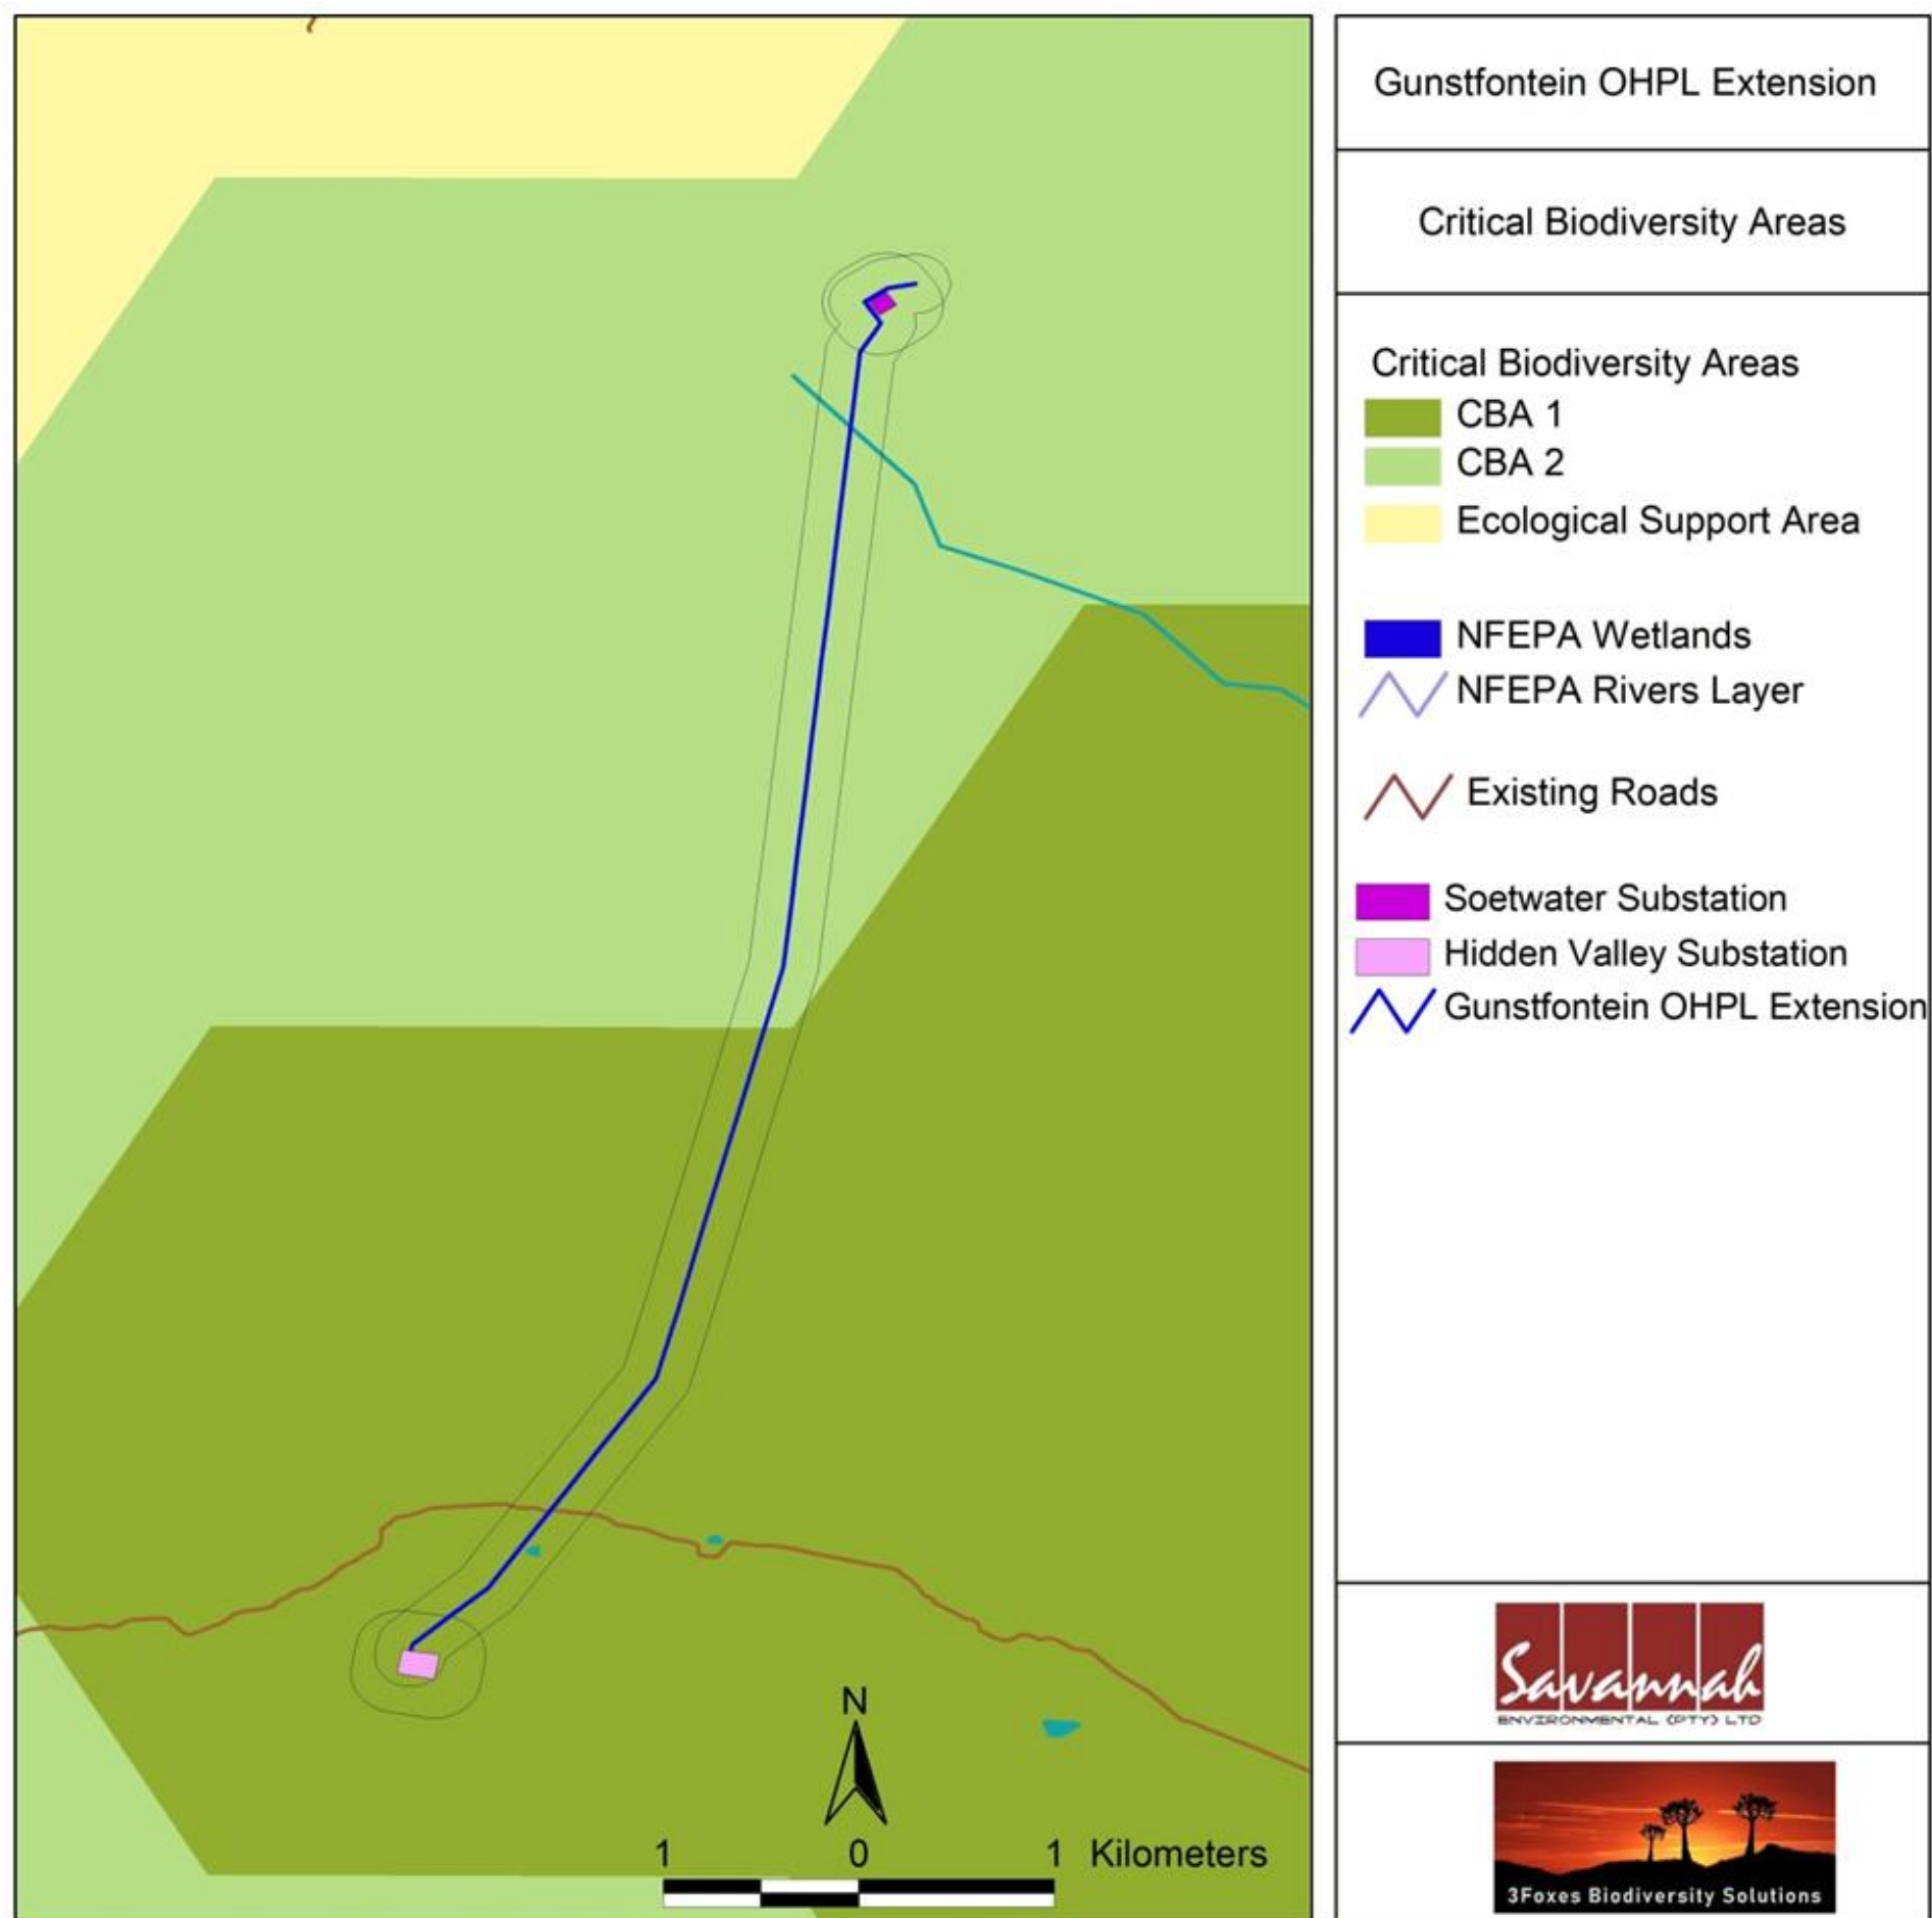 Gunstfontein OHPL Extension
Critical Biodiversity Areas
Critical Biodiversity Areas
CBA 1
CBA 2
Ecological Support Area
NFEPA Wetlands
NFEPA Rivers Layer
Existing Roads
Soetwater Substation
Hidden Valley Substation
Gunstfontein OHPL Extension
N
1 0 1 Kilometers
Savannah
ENVIRONMENTAL (PTY) LTD
3Foxes Biodiversity Solutions